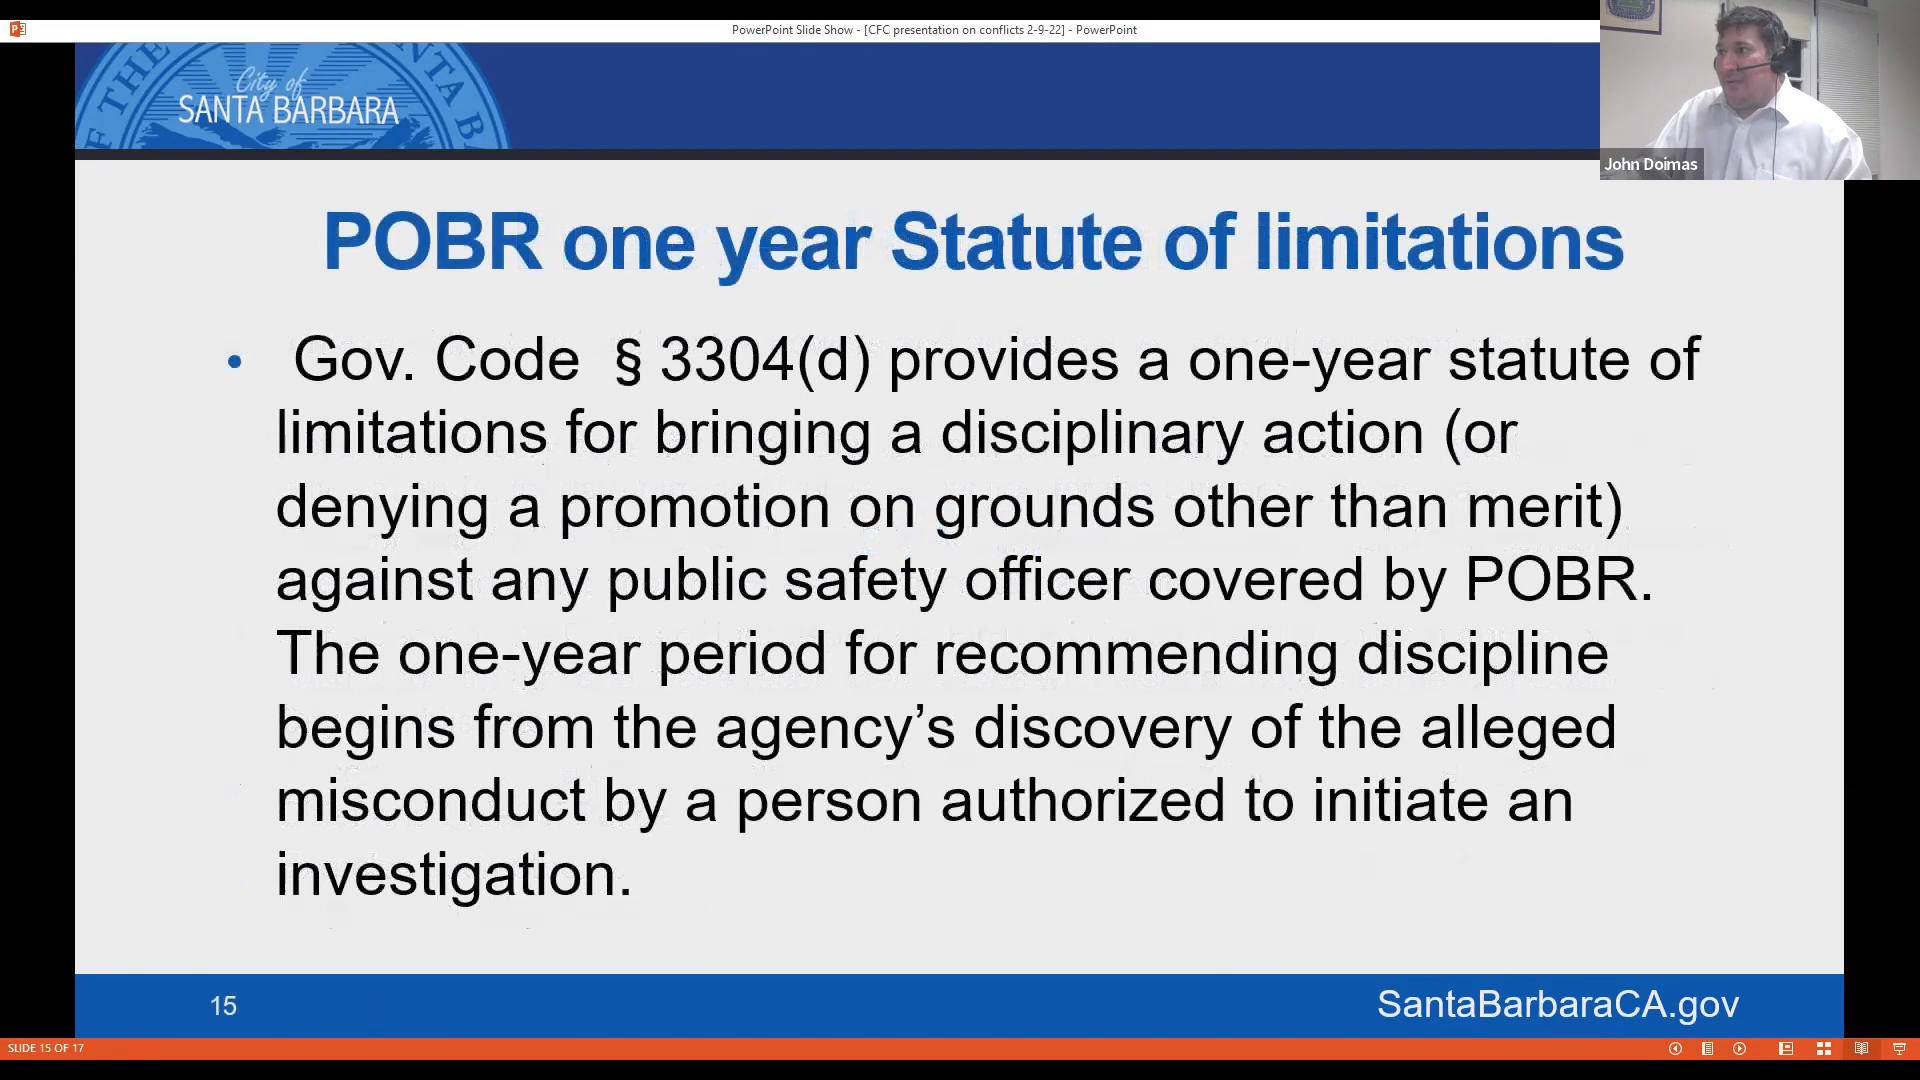 PowerPoint Slide Show - [CFC presentation on conflicts 2-9-22] - PowerPoint
F THE
NTA B
City of
SANTA BARBARA
John Doimas
POBR one year Statute of limitations
• Gov. Code § 3304(d) provides a one-year statute of
limitations for bringing a disciplinary action (or
denying a promotion on grounds other than merit)
against any public safety officer covered by POBR.
The one-year period for recommending discipline
begins from the agency’s discovery of the alleged
misconduct by a person authorized to initiate an
investigation.
15
SantaBarbaraCA.gov
SLIDE 15 OF 17